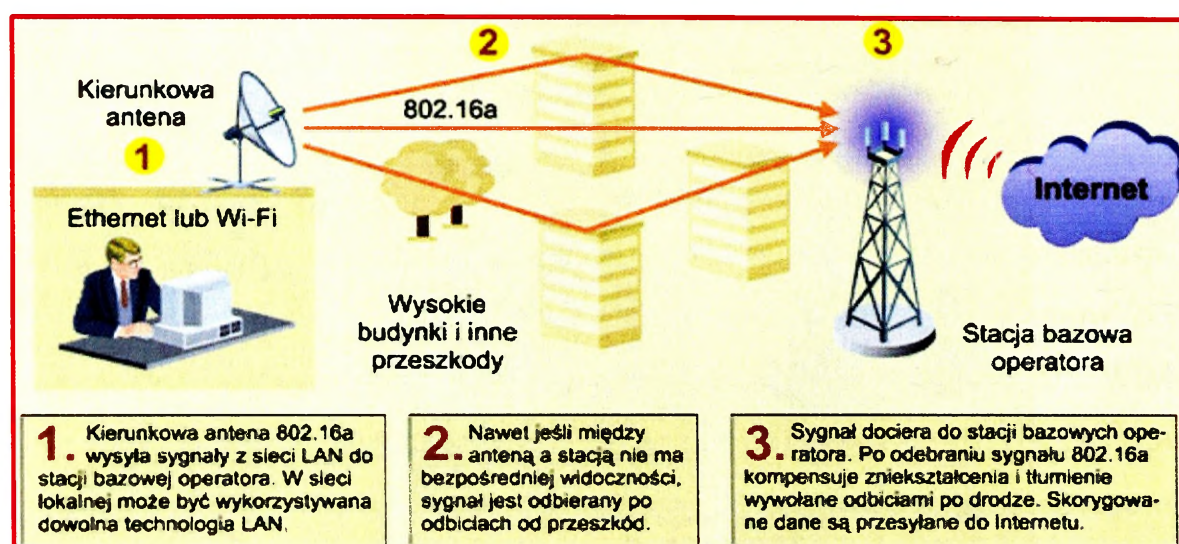 2
3
Kierunkowa
antena
802.16a
1
Internet
Ethernet lub Wi-Fi
Wysokie
budynki i inne
przeszkody
Stacja bazowa
operatora
1. Kierunkowa antena 802.16a
wysyła sygnały z sieci LAN do
stacji bazowej operatora. W sieci
lokalnej może być wykorzystywana
dowolna technologia LAN.
2. Nawet jeśli między
anteną a stacją nie ma
bezpośredniej widoczności,
sygnał jest odbierany po
odbiciach od przeszkód.
3. Sygnał dociera do stacji bazowych ope-
ratora. Po odebraniu sygnału 802.16a
kompensuje zniekształcenia i tłumienie
wywołane odbiciami po drodze. Skorygowa-
ne dane są przesyłane do Internetu.